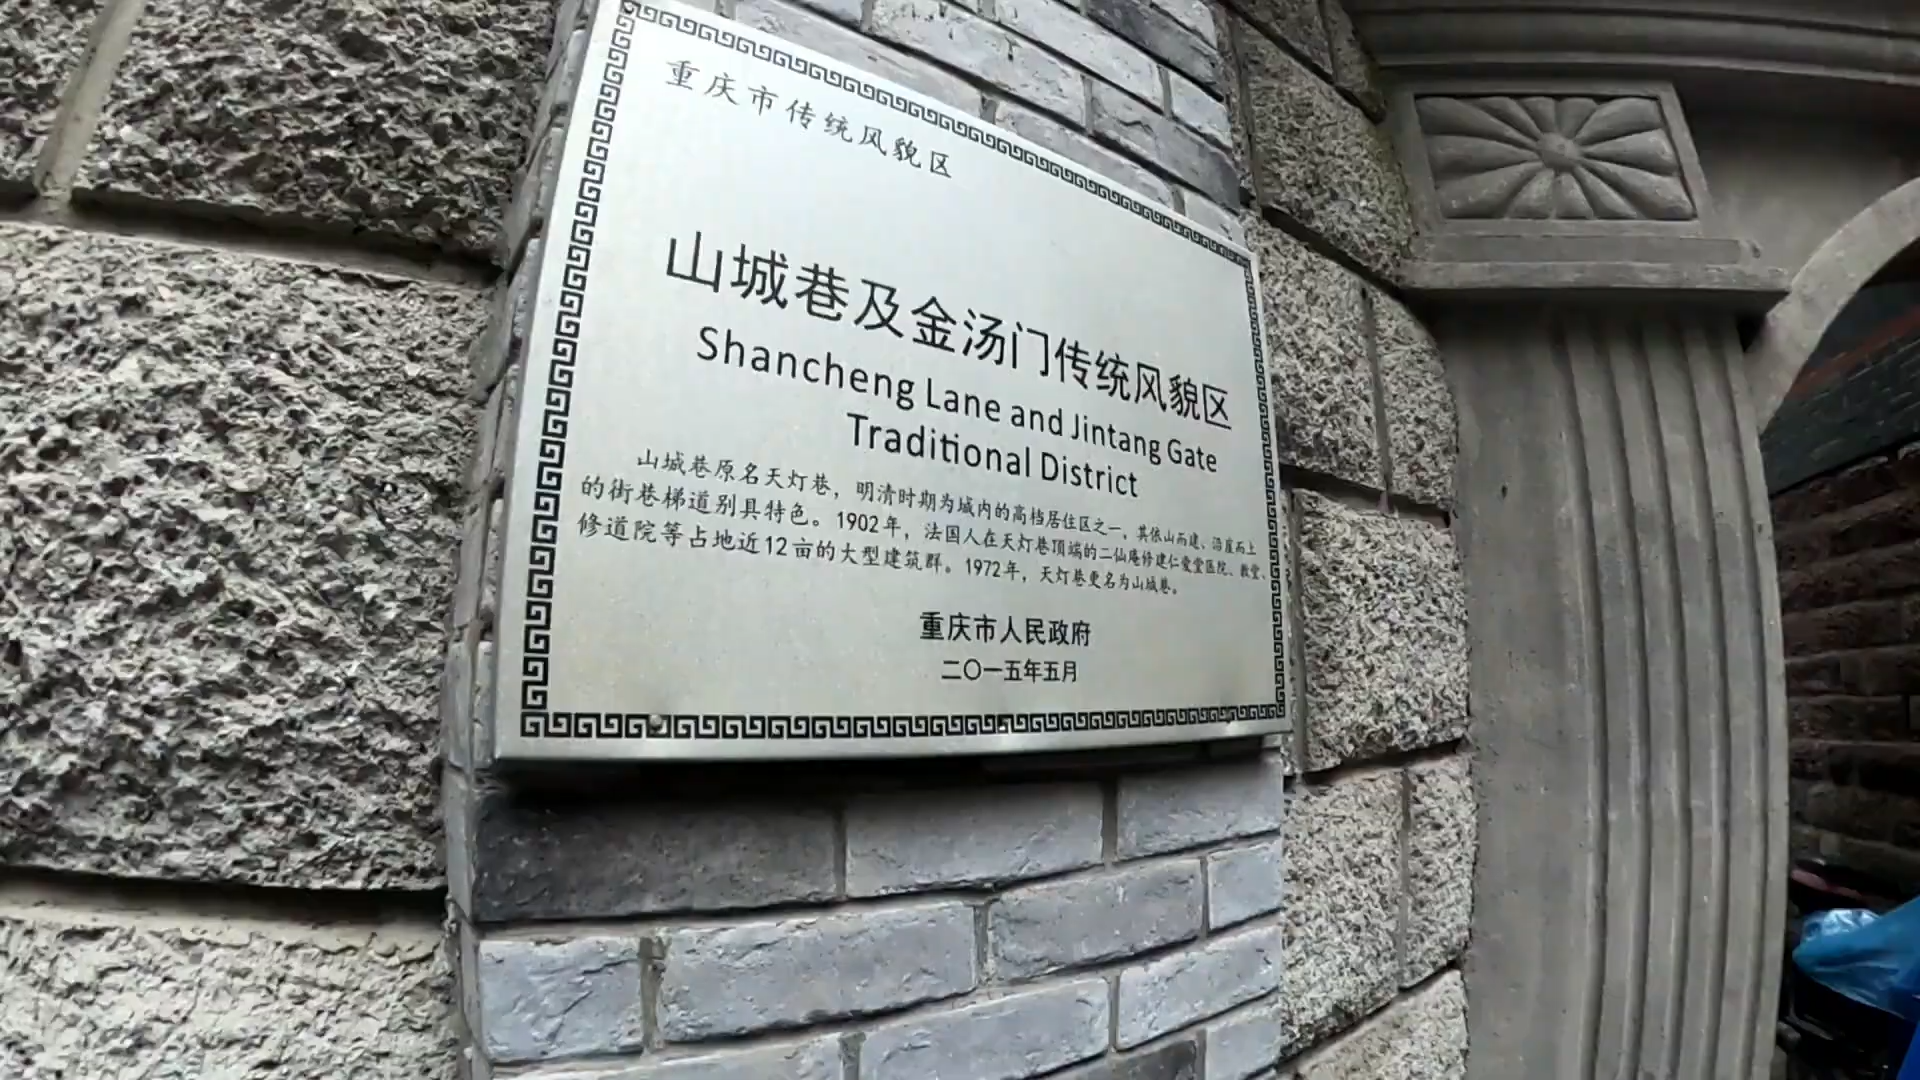 重庆市传统风貌区
山城巷及金汤门传统风貌区
Shancheng Lane and Jintang Gate
Traditional District
山城巷原名天灯巷，明清时期为城内的高档居住区之一，其依山而建、沿崖而上
的街巷梯道别具特色。1902年，法国人在天灯巷顶端的二仙庵修建仁爱堂医院、教堂、
修道院等占地近12亩的大型建筑群。1972年，天灯巷更名为山城巷。
重庆市人民政府
二〇一五年五月